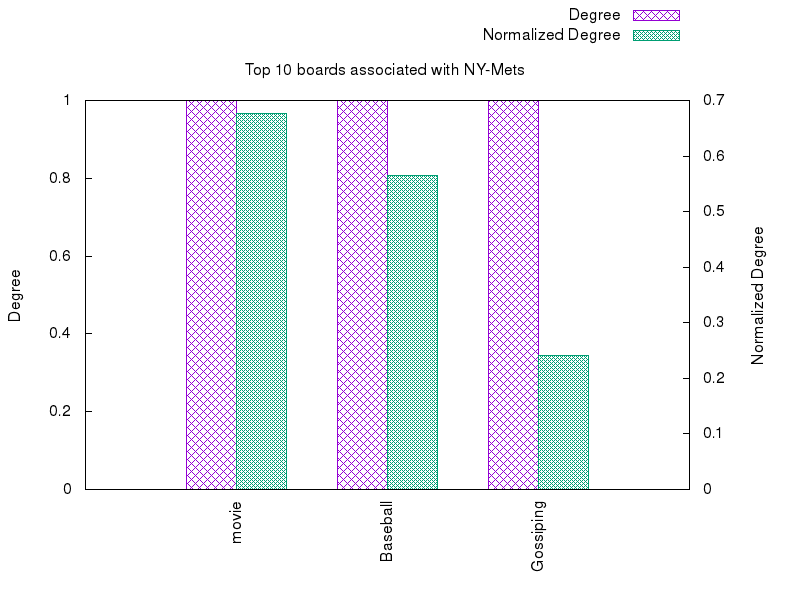 Degree
Normalized Degree
Top 10 boards associated with NY-Mets
1
0.8
0.6
0.4
0.2
0
Degree
0.7
0.6
0.5
0.4
0.3
0.2
0.1
0
Normalized Degree
movie
Baseball
Gossiping